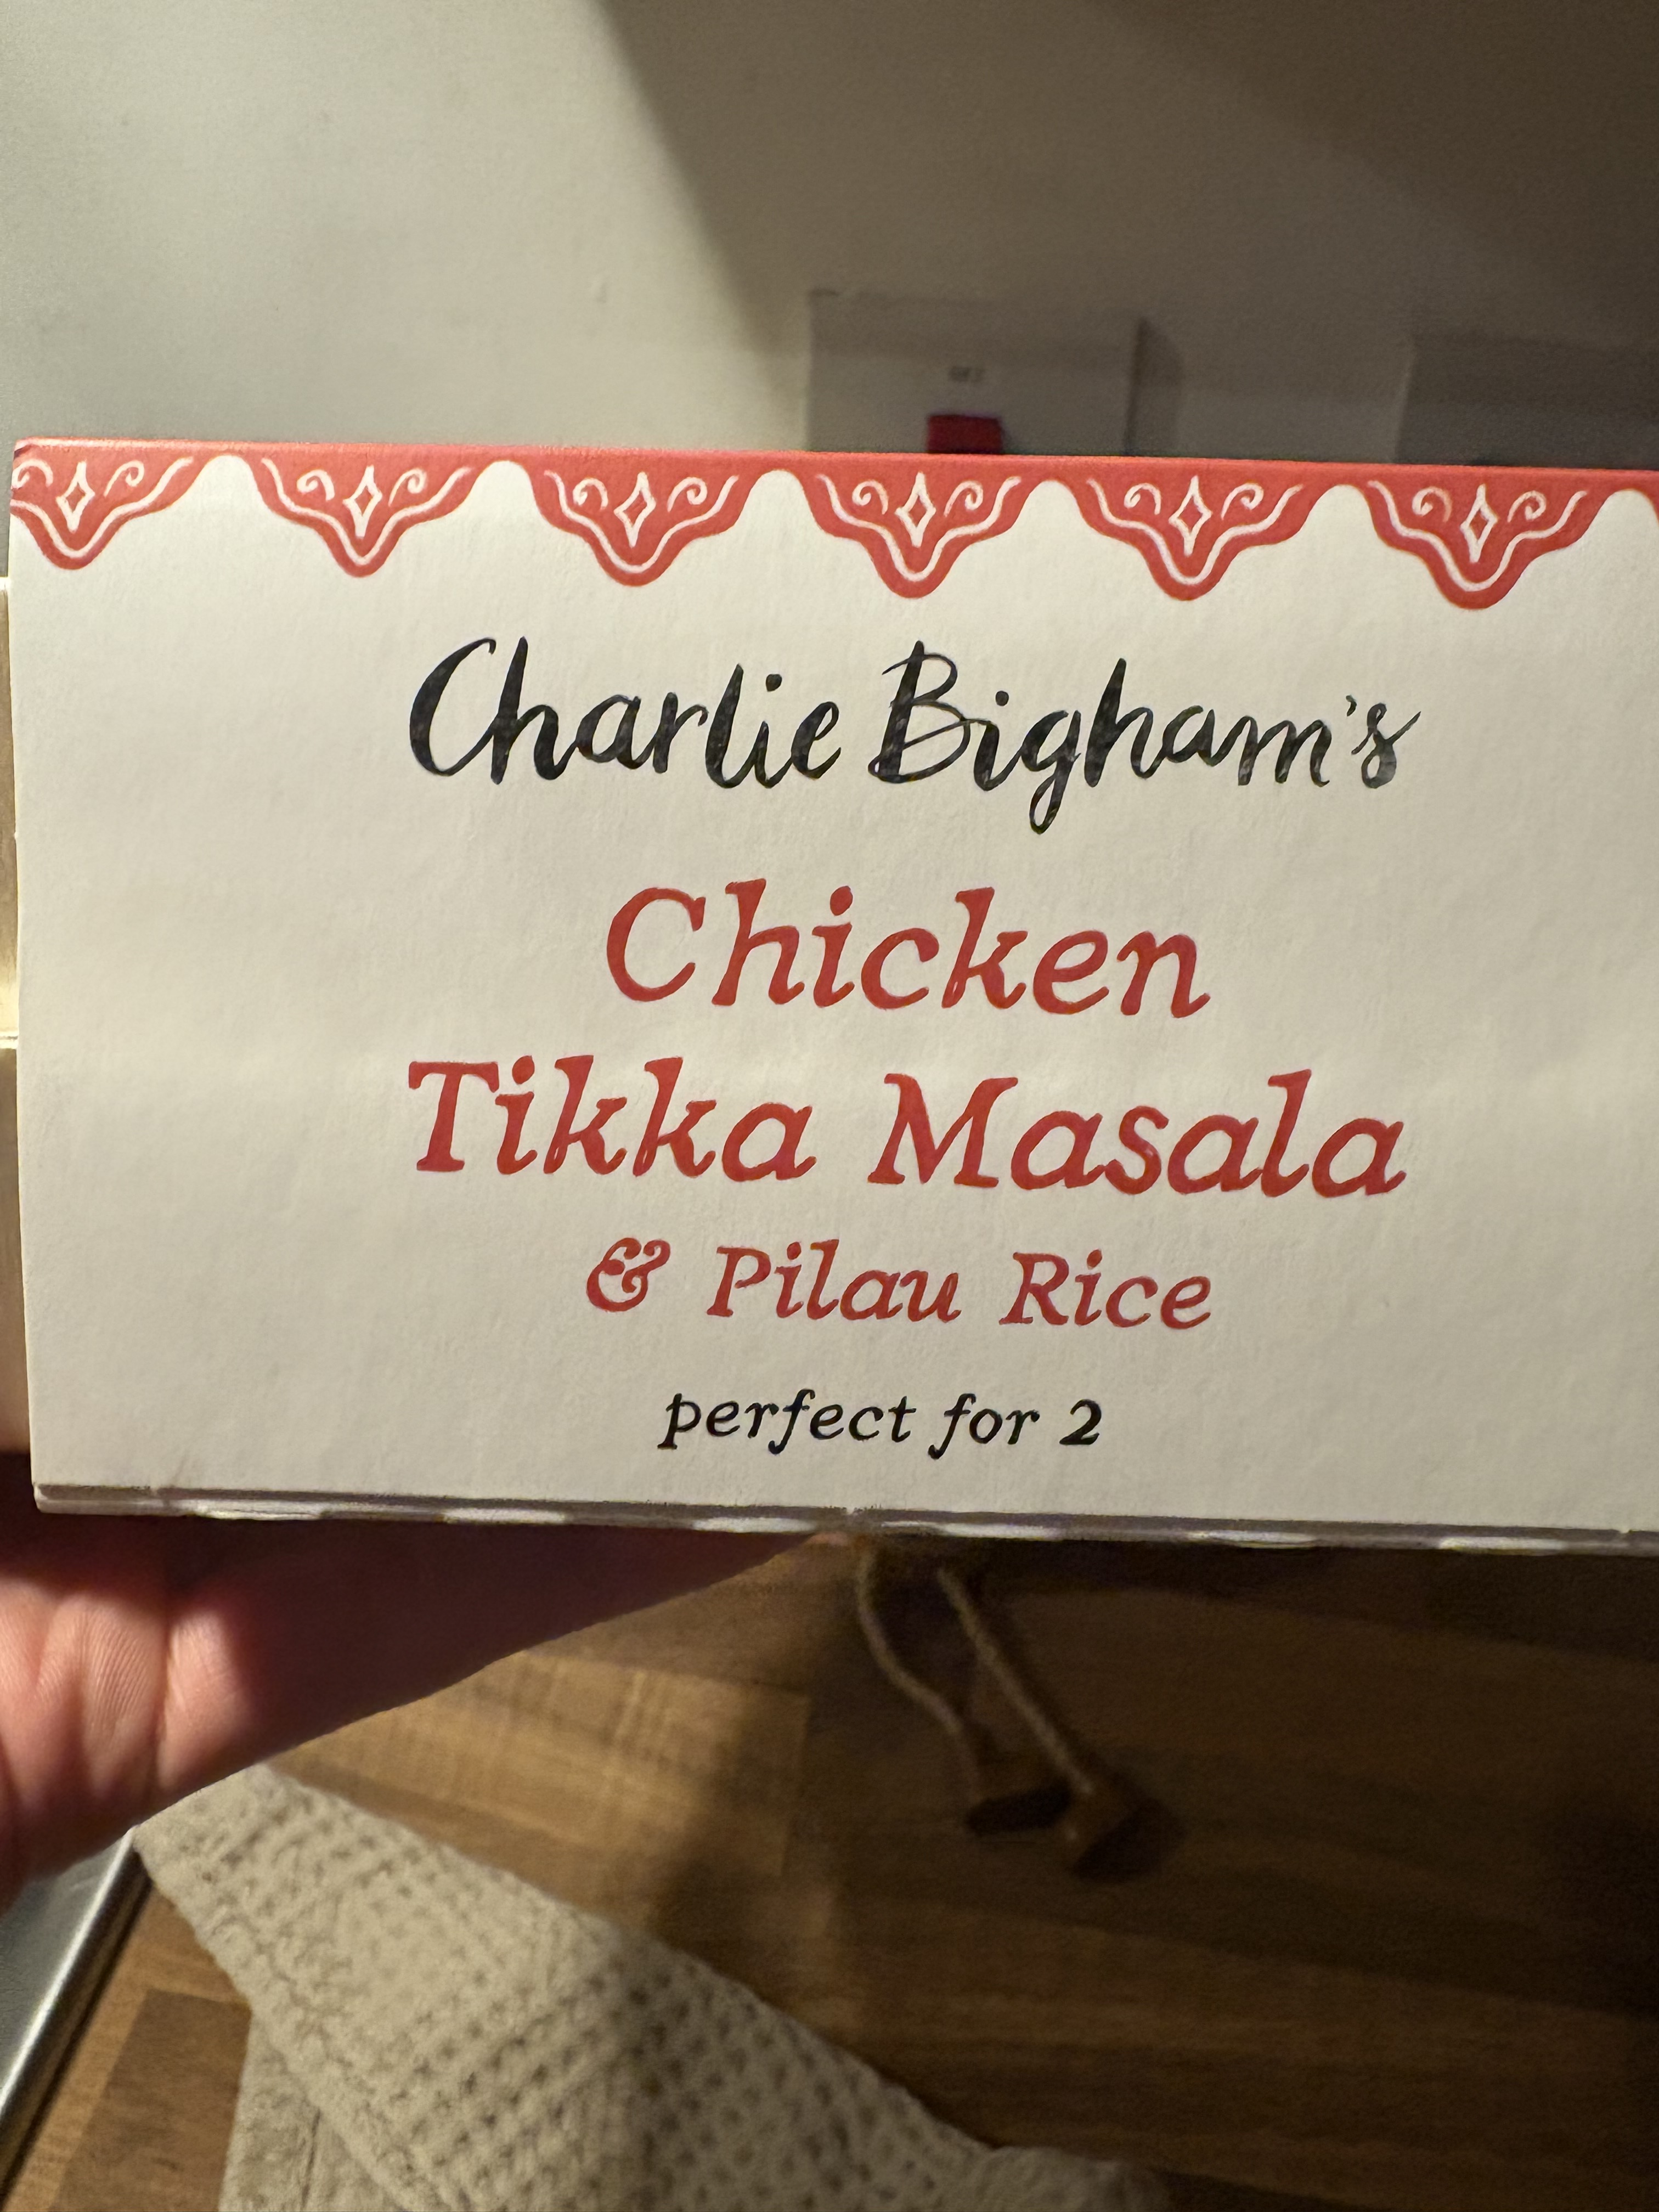 Charlie Bigham's
Chicken
Tikka Masala
& Pilau Rice
perfect for 2